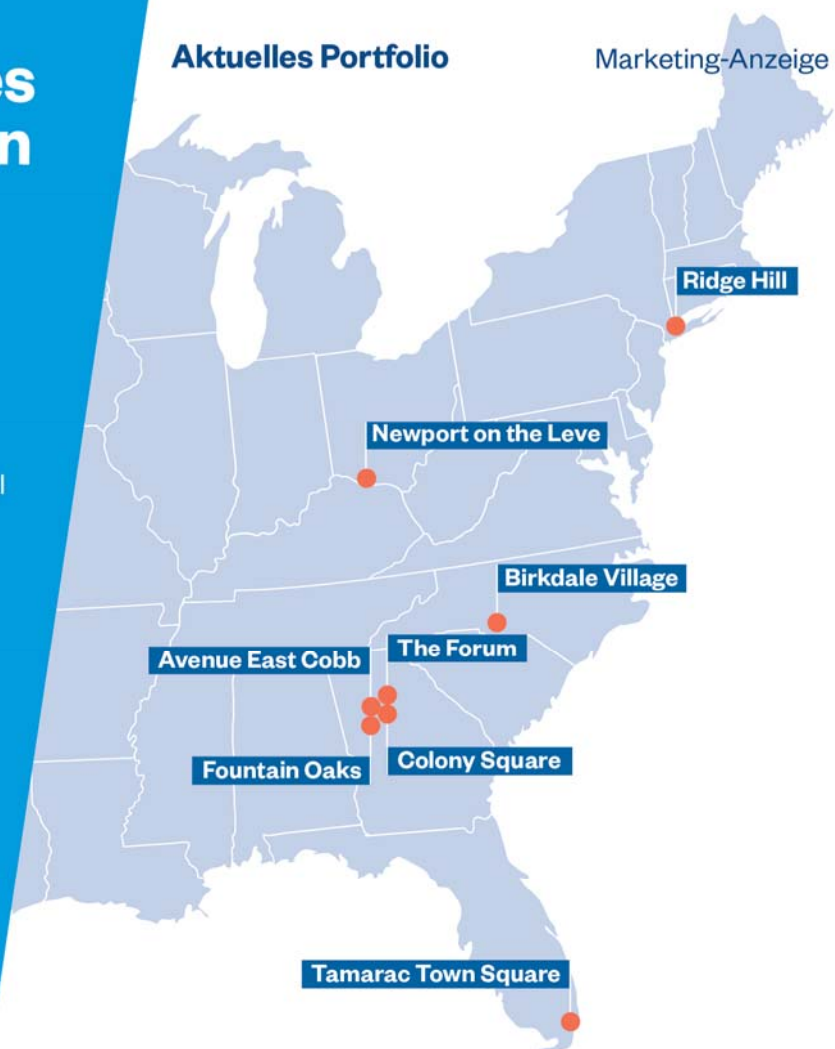 es
n
l
Aktuelles Portfolio
Marketing-Anzeige
Ridge Hill
Newport on the Leve
Birkdale Village
The Forum
Avenue East Cobb
Colony Square
Fountain Oaks
Tamarac Town Square